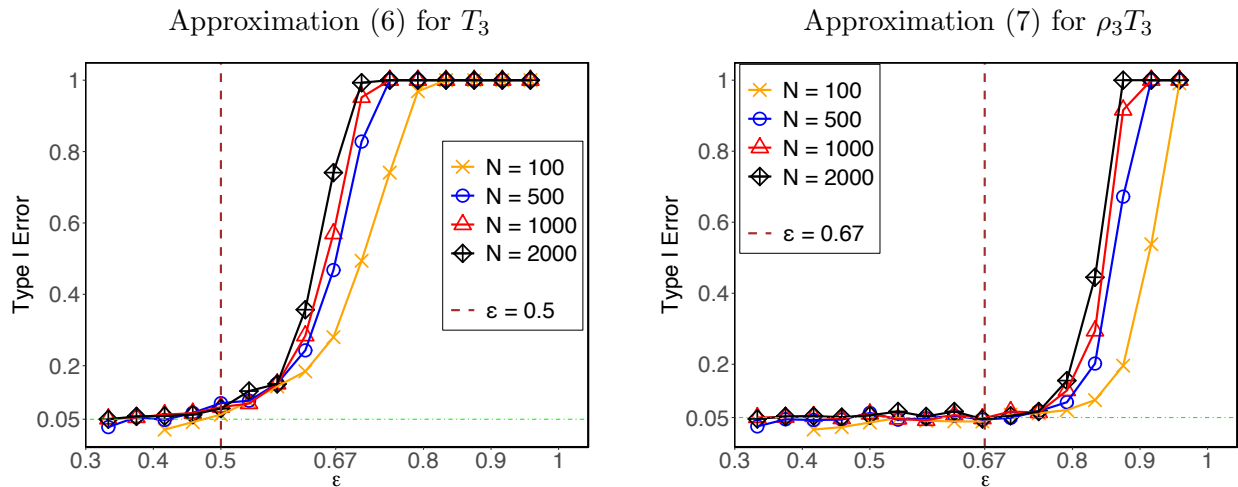 Approximation (6) for T₃
Type I Error
1
0.8
0.6
0.4
0.2
0.05
N = 100
N = 500
N = 1000
N = 2000
ε = 0.5
0.3 0.4 0.5 0.67 0.8 0.9 1
ε
Approximation (7) for ρ₃T₃
Type I Error
1
0.8
0.6
0.4
0.2
0.05
N = 100
N = 500
N = 1000
N = 2000
ε = 0.67
0.3 0.4 0.5 0.67 0.8 0.9 1
ε